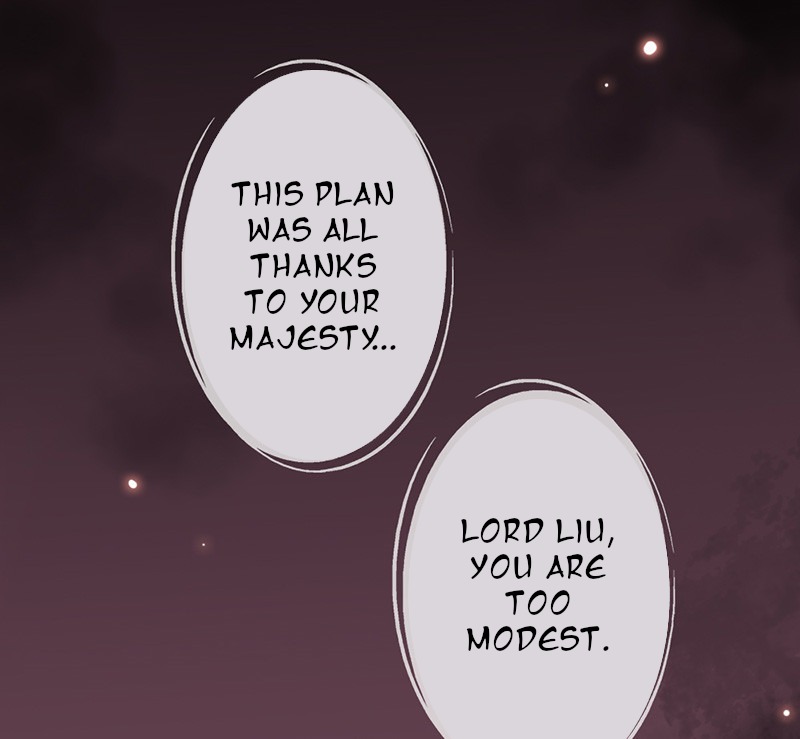 THIS PLAN
WAS ALL
THANKS
TO YOUR
MAJESTY...
LORD LIU,
YOU ARE
TOO
MODEST.